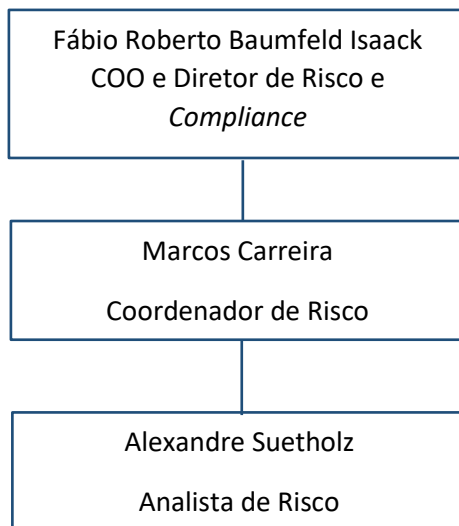 Fábio Roberto Baumfeld Isaack
COO e Diretor de Risco e
Compliance
Marcos Carreira
Coordenador de Risco
Alexandre Suetholz
Analista de Risco